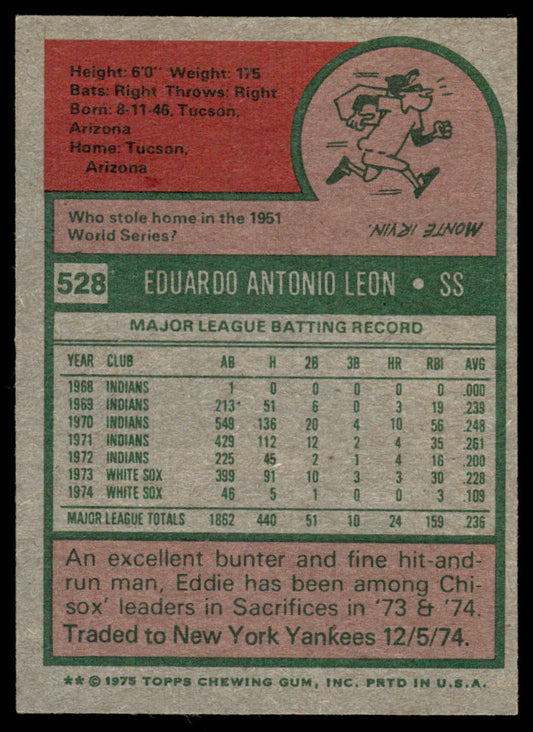 Height: 6'0" Weight: 175
Bats: Right Throws: Right
Born: 8-11-46, Tucson,
Arizona
Home: Tucson,
Arizona
Who stole home in the 1951
World Series?
MONTE IRVIN.
528 EDUARDO ANTONIO LEON • SS
MAJOR LEAGUE BATTING RECORD
YEAR CLUB AB H 2B 3B HR RBI AVG
1968 INDIANS 1 0 0 0 0 0 .000
1969 INDIANS 213 51 6 0 3 19 .239
1970 INDIANS 549 136 20 4 10 56 .248
1971 INDIANS 429 112 12 2 4 35 .261
1972 INDIANS 225 45 2 1 4 16 .200
1973 WHITE SOX 399 91 10 3 3 30 .228
1974 WHITE SOX 46 5 1 0 0 3 .109
MAJOR LEAGUE TOTALS 1862 440 51 10 24 159 .236
An excellent bunter and fine hit-and-
run man, Eddie has been among Chi-
sox' leaders in Sacrifices in '73 & '74.
Traded to New York Yankees 12/5/74.
** © 1975 TOPPS CHEWING GUM, INC. PRTD IN U.S.A.